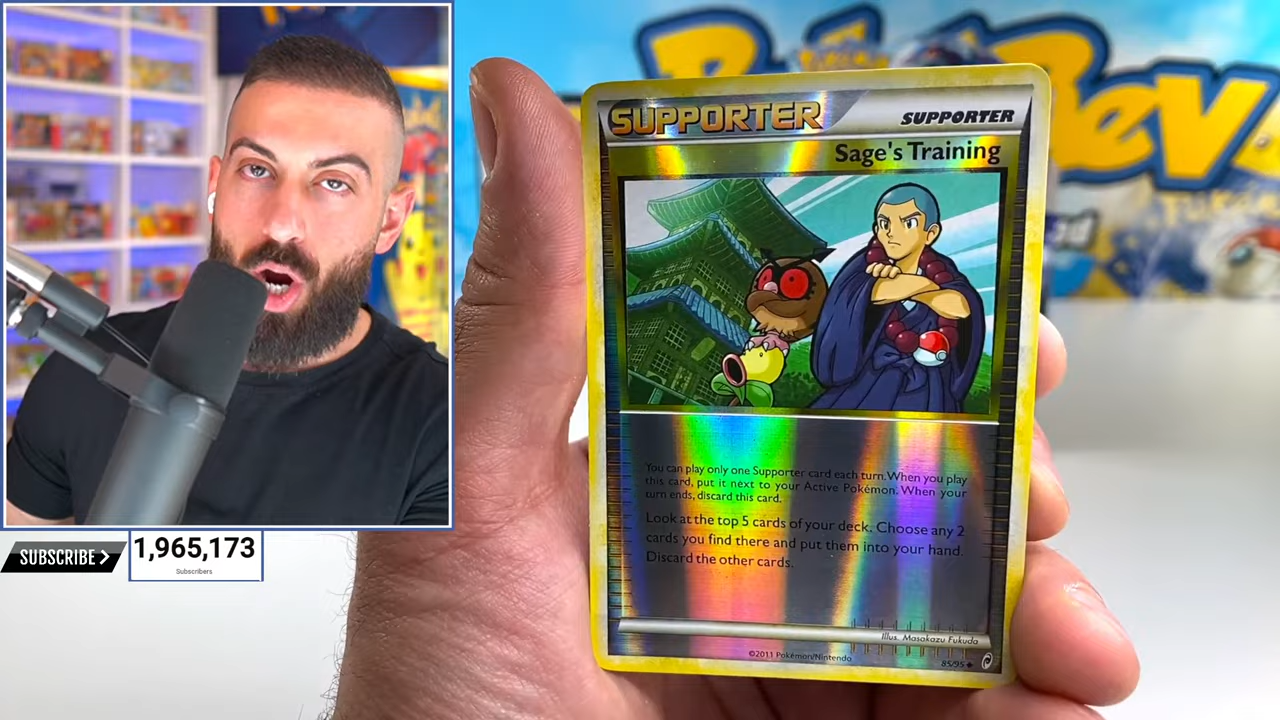 SUPPORTER
SUPPORTER
Sage's Training
You can play only one Supporter card each turn. When you play
this card, put it next to your Active Pokémon. When your
turn ends, discard this card.
Look at the top 5 cards of your deck. Choose any 2
cards you find there and put them into your hand.
Discard the other cards.
Illus. Masakazu Fukuda
©2011 Pokémon/Nintendo
85/95
SUBSCRIBE
1,965,173
Subscribers